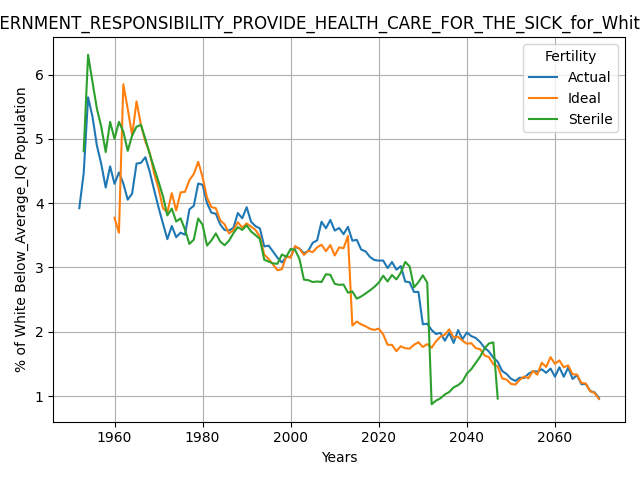 ERNMENT_RESPONSIBILITY_PROVIDE_HEALTH_CARE_FOR_THE_SICK_for_Whit
Fertility
Actual
Ideal
Sterile
% of White Below_Average_IQ Population
6
5
4
3
2
1
1960 1980 2000 2020 2040 2060
Years